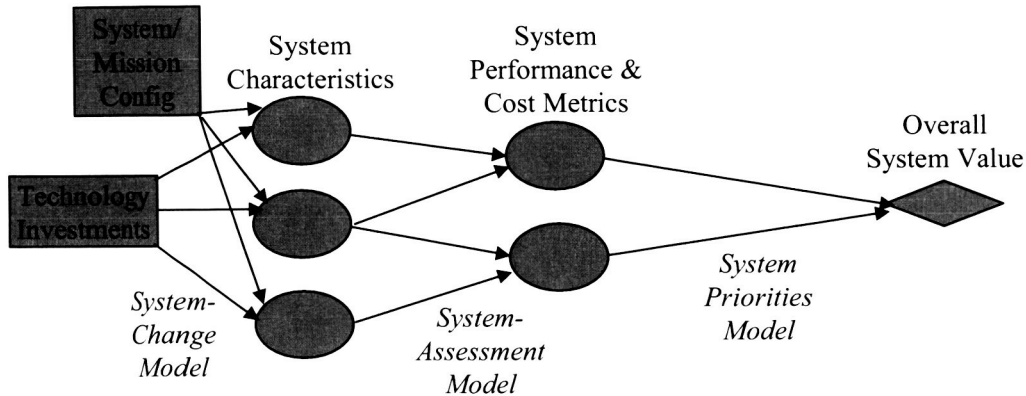 System/
Mission
Config
System
Characteristics
System
Performance &
Cost Metrics
Overall
System Value
Technology
Investments
System-
Change
Model
System-
Assessment
Model
System
Priorities
Model